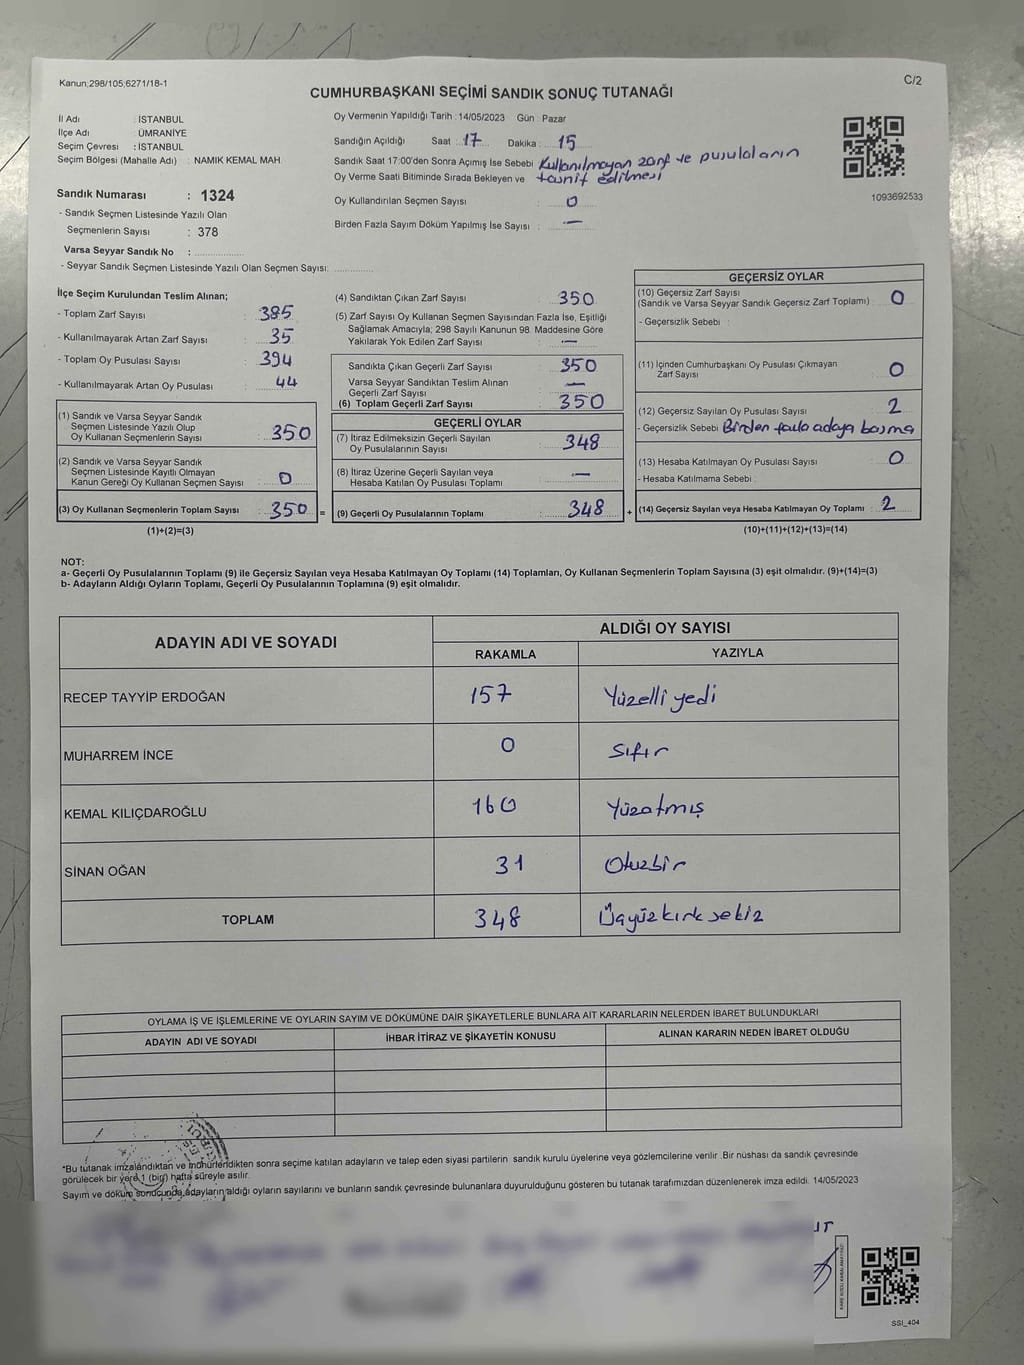 Kanun;298/105;6271/18-1
C/2
CUMHURBAŞKANI SEÇİMİ SANDIK SONUÇ TUTANAĞI
İl Adı : İSTANBUL
İlçe Adı : ÜMRANİYE
Seçim Çevresi : İSTANBUL
Seçim Bölgesi (Mahalle Adı) : NAMIK KEMAL MAH.
Sandık Numarası : 1324
- Sandık Seçmen Listesinde Yazılı Olan
Seçmenlerin Sayısı : 378
Varsa Seyyar Sandık No :
- Seyyar Sandık Seçmen Listesinde Yazılı Olan Seçmen Sayısı:
Oy Vermenin Yapıldığı Tarih : 14/05/2023 Gün : Pazar
Sandığın Açıldığı Saat : 17 Dakika : 15
Sandık Saat 17:00'den Sonra Açımış İse Sebebi Kullanılmayan zarf ve pusulaların
Oy Verme Saati Bitiminde Sırada Bekleyen ve tasnif edilmesi
Oy Kullandırılan Seçmen Sayısı : 0
Birden Fazla Sayım Döküm Yapılmış İse Sayısı : —
1093692533
İlçe Seçim Kurulundan Teslim Alınan;
- Toplam Zarf Sayısı : 385
- Kullanılmayarak Artan Zarf Sayısı : 35
- Toplam Oy Pusulası Sayısı : 394
- Kullanılmayarak Artan Oy Pusulası : 44
(1) Sandık ve Varsa Seyyar Sandık
Seçmen Listesinde Yazılı Olup
Oy Kullanan Seçmenlerin Sayısı : 350
(2) Sandık ve Varsa Seyyar Sandık
Seçmen Listesinde Kayıtlı Olmayan
Kanun Gereği Oy Kullanan Seçmen Sayısı : 0
(3) Oy Kullanan Seçmenlerin Toplam Sayısı : 350 =
(1)+(2)=(3)
(4) Sandıktan Çıkan Zarf Sayısı : 350
(5) Zarf Sayısı Oy Kullanan Seçmen Sayısından Fazla İse, Eşitliği
Sağlamak Amacıyla; 298 Sayılı Kanunun 98. Maddesine Göre
Yakılarak Yok Edilen Zarf Sayısı : —
Sandıkta Çıkan Geçerli Zarf Sayısı : 350
Varsa Seyyar Sandıktan Teslim Alınan
Geçerli Zarf Sayısı : —
(6) Toplam Geçerli Zarf Sayısı : 350
GEÇERLİ OYLAR
(7) İtiraz Edilmeksizin Geçerli Sayılan
Oy Pusulalarının Sayısı : 348
(8) İtiraz Üzerine Geçerli Sayılan veya
Hesaba Katılan Oy Pusulası Toplamı : —
(9) Geçerli Oy Pusulalarının Toplamı : 348 +
GEÇERSİZ OYLAR
(10) Geçersiz Zarf Sayısı
(Sandık ve Varsa Seyyar Sandık Geçersiz Zarf Toplamı) : 0
- Geçersizlik Sebebi :
(11) İçinden Cumhurbaşkanı Oy Pusulası Çıkmayan
Zarf Sayısı : 0
(12) Geçersiz Sayılan Oy Pusulası Sayısı : 2
- Geçersizlik Sebebi Birden fazla adaya basma
(13) Hesaba Katılmayan Oy Pusulası Sayısı : 0
- Hesaba Katılmama Sebebi :
(14) Geçersiz Sayılan veya Hesaba Katılmayan Oy Toplamı : 2
(10)+(11)+(12)+(13)=(14)
NOT:
a- Geçerli Oy Pusulalarının Toplamı (9) ile Geçersiz Sayılan veya Hesaba Katılmayan Oy Toplamı (14) Toplamları, Oy Kullanan Seçmenlerin Toplam Sayısına (3) eşit olmalıdır. (9)+(14)=(3)
b- Adayların Aldığı Oyların Toplamı, Geçerli Oy Pusulalarının Toplamına (9) eşit olmalıdır.
ADAYIN ADI VE SOYADI ALDIĞI OY SAYISI
RAKAMLA YAZIYLA
RECEP TAYYİP ERDOĞAN 157 Yüzelli yedi
MUHARREM İNCE 0 Sıfır
KEMAL KILIÇDAROĞLU 160 Yüzatmış
SİNAN OĞAN 31 Otuzbir
TOPLAM 348 Üçyüzkırksekiz
OYLAMA İŞ VE İŞLEMLERİNE VE OYLARIN SAYIM VE DÖKÜMÜNE DAİR ŞİKAYETLERLE BUNLARA AİT KARARLARIN NELERDEN İBARET BULUNDUKLARI
ADAYIN ADI VE SOYADI İHBAR İTİRAZ VE ŞİKAYETİN KONUSU ALINAN KARARIN NEDEN İBARET OLDUĞU
*Bu tutanak imzalandıktan ve mühürlendikten sonra seçime katılan adayların ve talep eden siyasi partilerin sandık kurulu üyelerine veya gözlemcilerine verilir .Bir nüshası da sandık çevresinde
görülecek bir yere 1 (bir) hafta süreyle asılır.
Sayım ve döküm sonucunda,adayların aldığı oyların sayılarını ve bunların sandık çevresinde bulunanlara duyurulduğunu gösteren bu tutanak tarafımızdan düzenlenerek imza edildi. 14/05/2023
SSI_404